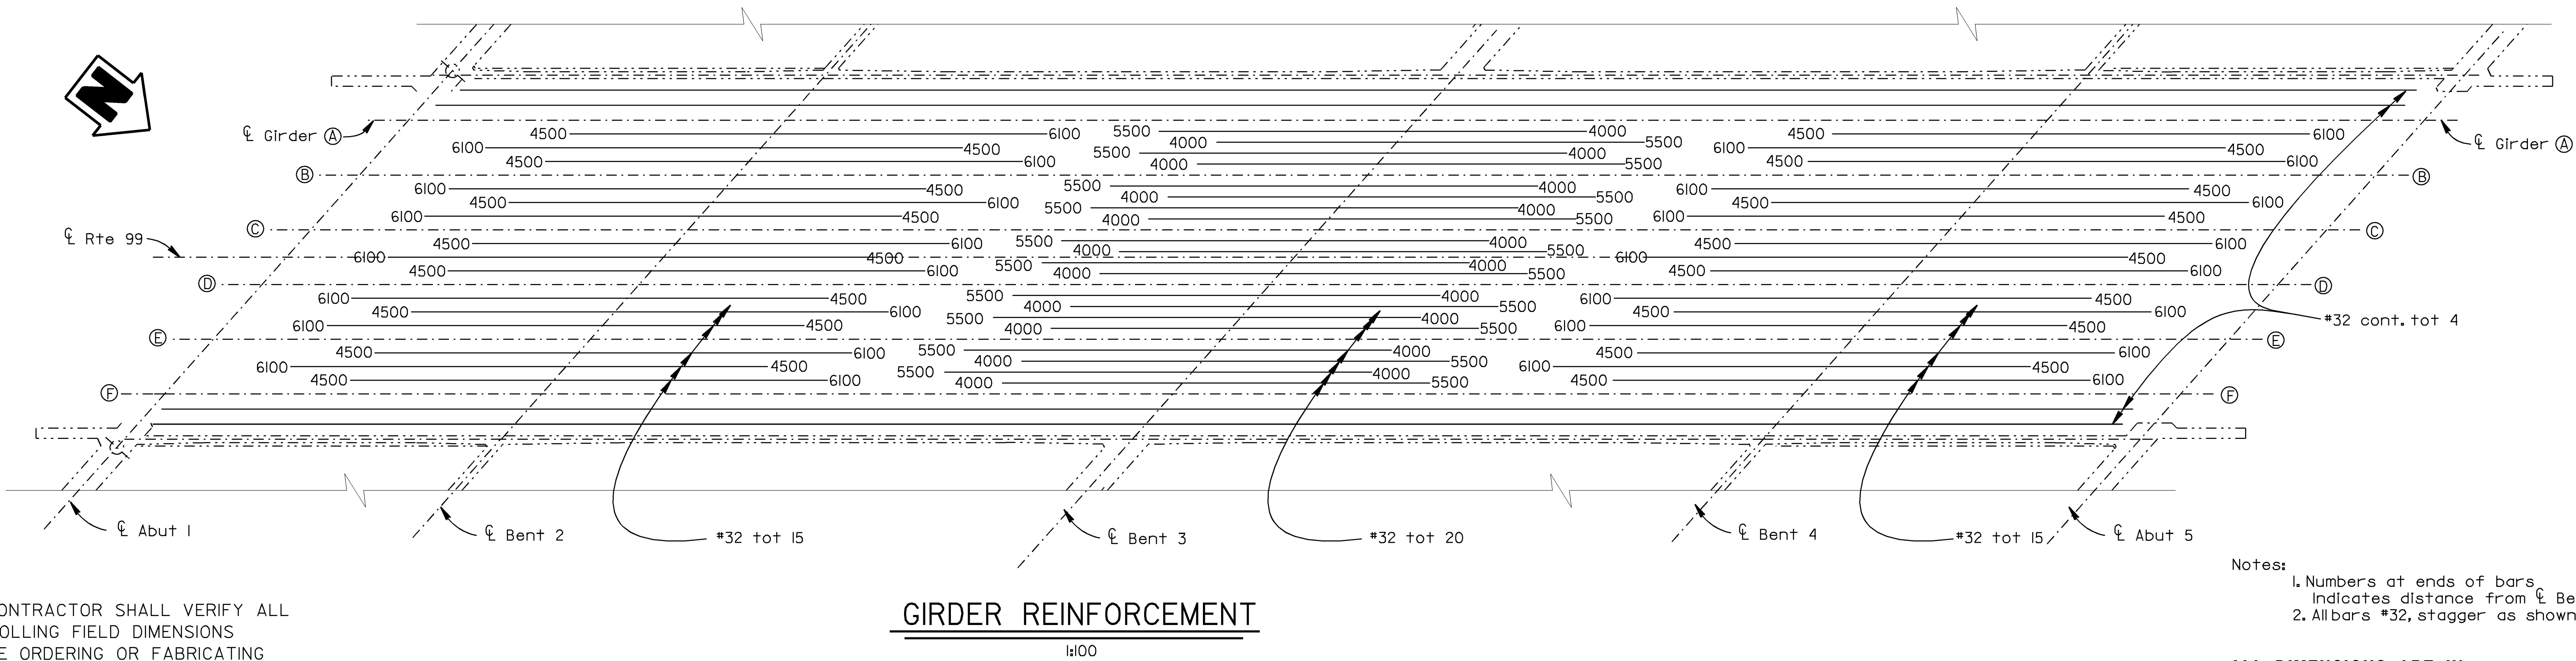 N
℄ Girder Ⓐ
4500 6100 5500 4000 4500 6100
6100 4500 4000 5500 6100 4500
4500 6100 5500 4000 4500 6100
4000 5500
℄ Girder Ⓐ
Ⓑ Ⓑ
6100 4500 5500 4000 6100 4500
4500 6100 4000 5500 4500 6100
6100 4500 5500 4000 6100 4500
4000 5500
Ⓒ Ⓒ
℄ Rte 99
4500 6100 5500 4000 4500 6100
6100 4500 4000 5500 6100 4500
4500 6100 5500 4000 4500 6100
4000 5500
Ⓓ Ⓓ
6100 4500 5500 4000 6100 4500
4500 6100 4000 5500 4500 6100
6100 4500 5500 4000 6100 4500
4000 5500
#32 cont. tot 4
Ⓔ Ⓔ
4500 6100 5500 4000 4500 6100
6100 4500 4000 5500 6100 4500
4500 6100 5500 4000 4500 6100
4000 5500
Ⓕ Ⓕ
℄ Abut 1
℄ Bent 2
#32 tot 15
℄ Bent 3
#32 tot 20
℄ Bent 4
#32 tot 15
℄ Abut 5
GIRDER REINFORCEMENT
1:100
Notes:
1. Numbers at ends of bars
Indicates distance from ℄ Be
2. All bars #32, stagger as shown
ONTRACTOR SHALL VERIFY ALL
OLLING FIELD DIMENSIONS
E ORDERING OR FABRICATING